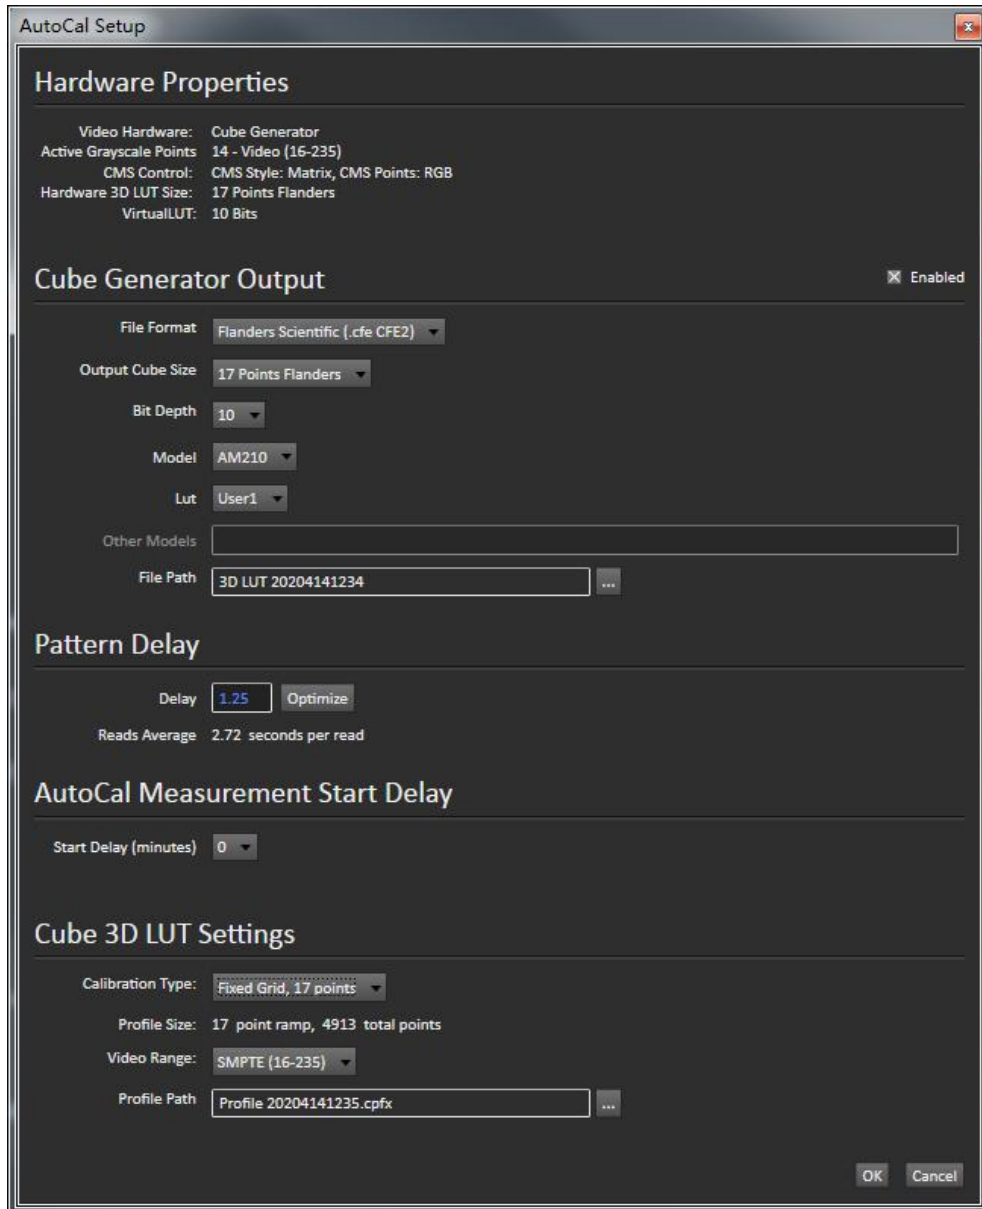 AutoCal Setup
Hardware Properties
Video Hardware: Cube Generator
Active Grayscale Points 14 - Video (16-235)
CMS Control: CMS Style: Matrix, CMS Points: RGB
Hardware 3D LUT Size: 17 Points Flanders
VirtualLUT: 10 Bits
Cube Generator Output Enabled
File Format Flanders Scientific (.cfe CFE2)
Output Cube Size 17 Points Flanders
Bit Depth 10
Model AM210
Lut User1
Other Models
File Path 3D LUT 20204141234 ...
Pattern Delay
Delay 1.25 Optimize
Reads Average 2.72 seconds per read
AutoCal Measurement Start Delay
Start Delay (minutes) 0
Cube 3D LUT Settings
Calibration Type: Fixed Grid, 17 points
Profile Size: 17 point ramp, 4913 total points
Video Range: SMPTE (16-235)
Profile Path Profile 20204141235.cpfx ...
OK Cancel